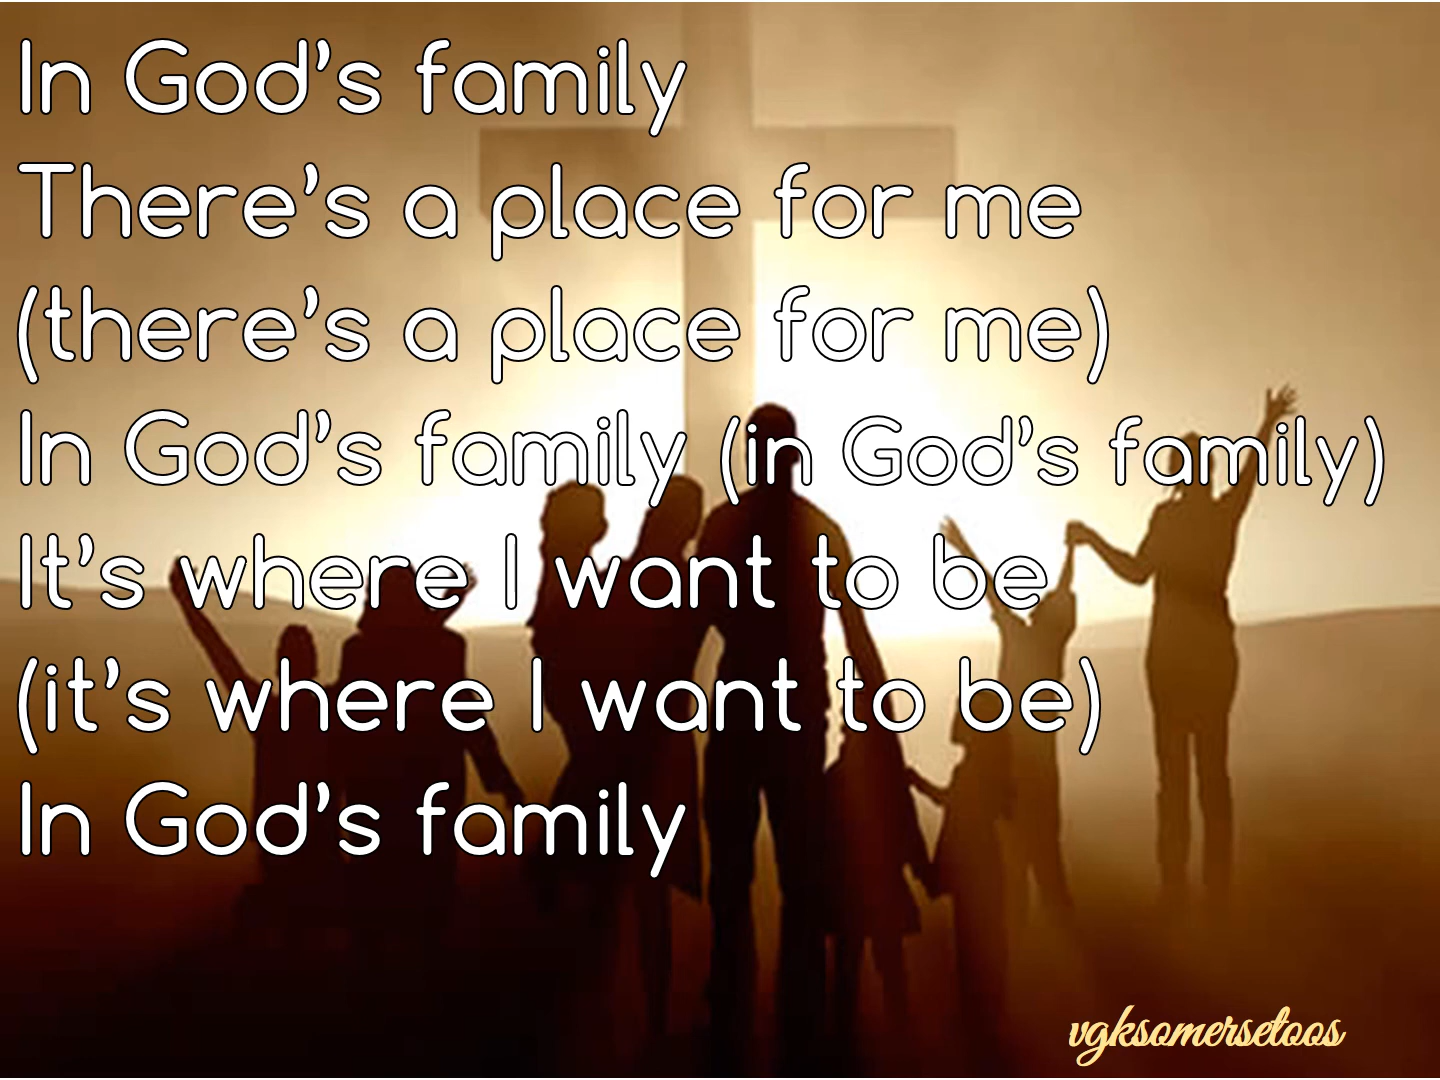 In God’s family
There’s a place for me
(there’s a place for me)
In God’s family (in God’s family)
It’s where I want to be
(it’s where I want to be)
In God’s family
vgksomersetoos